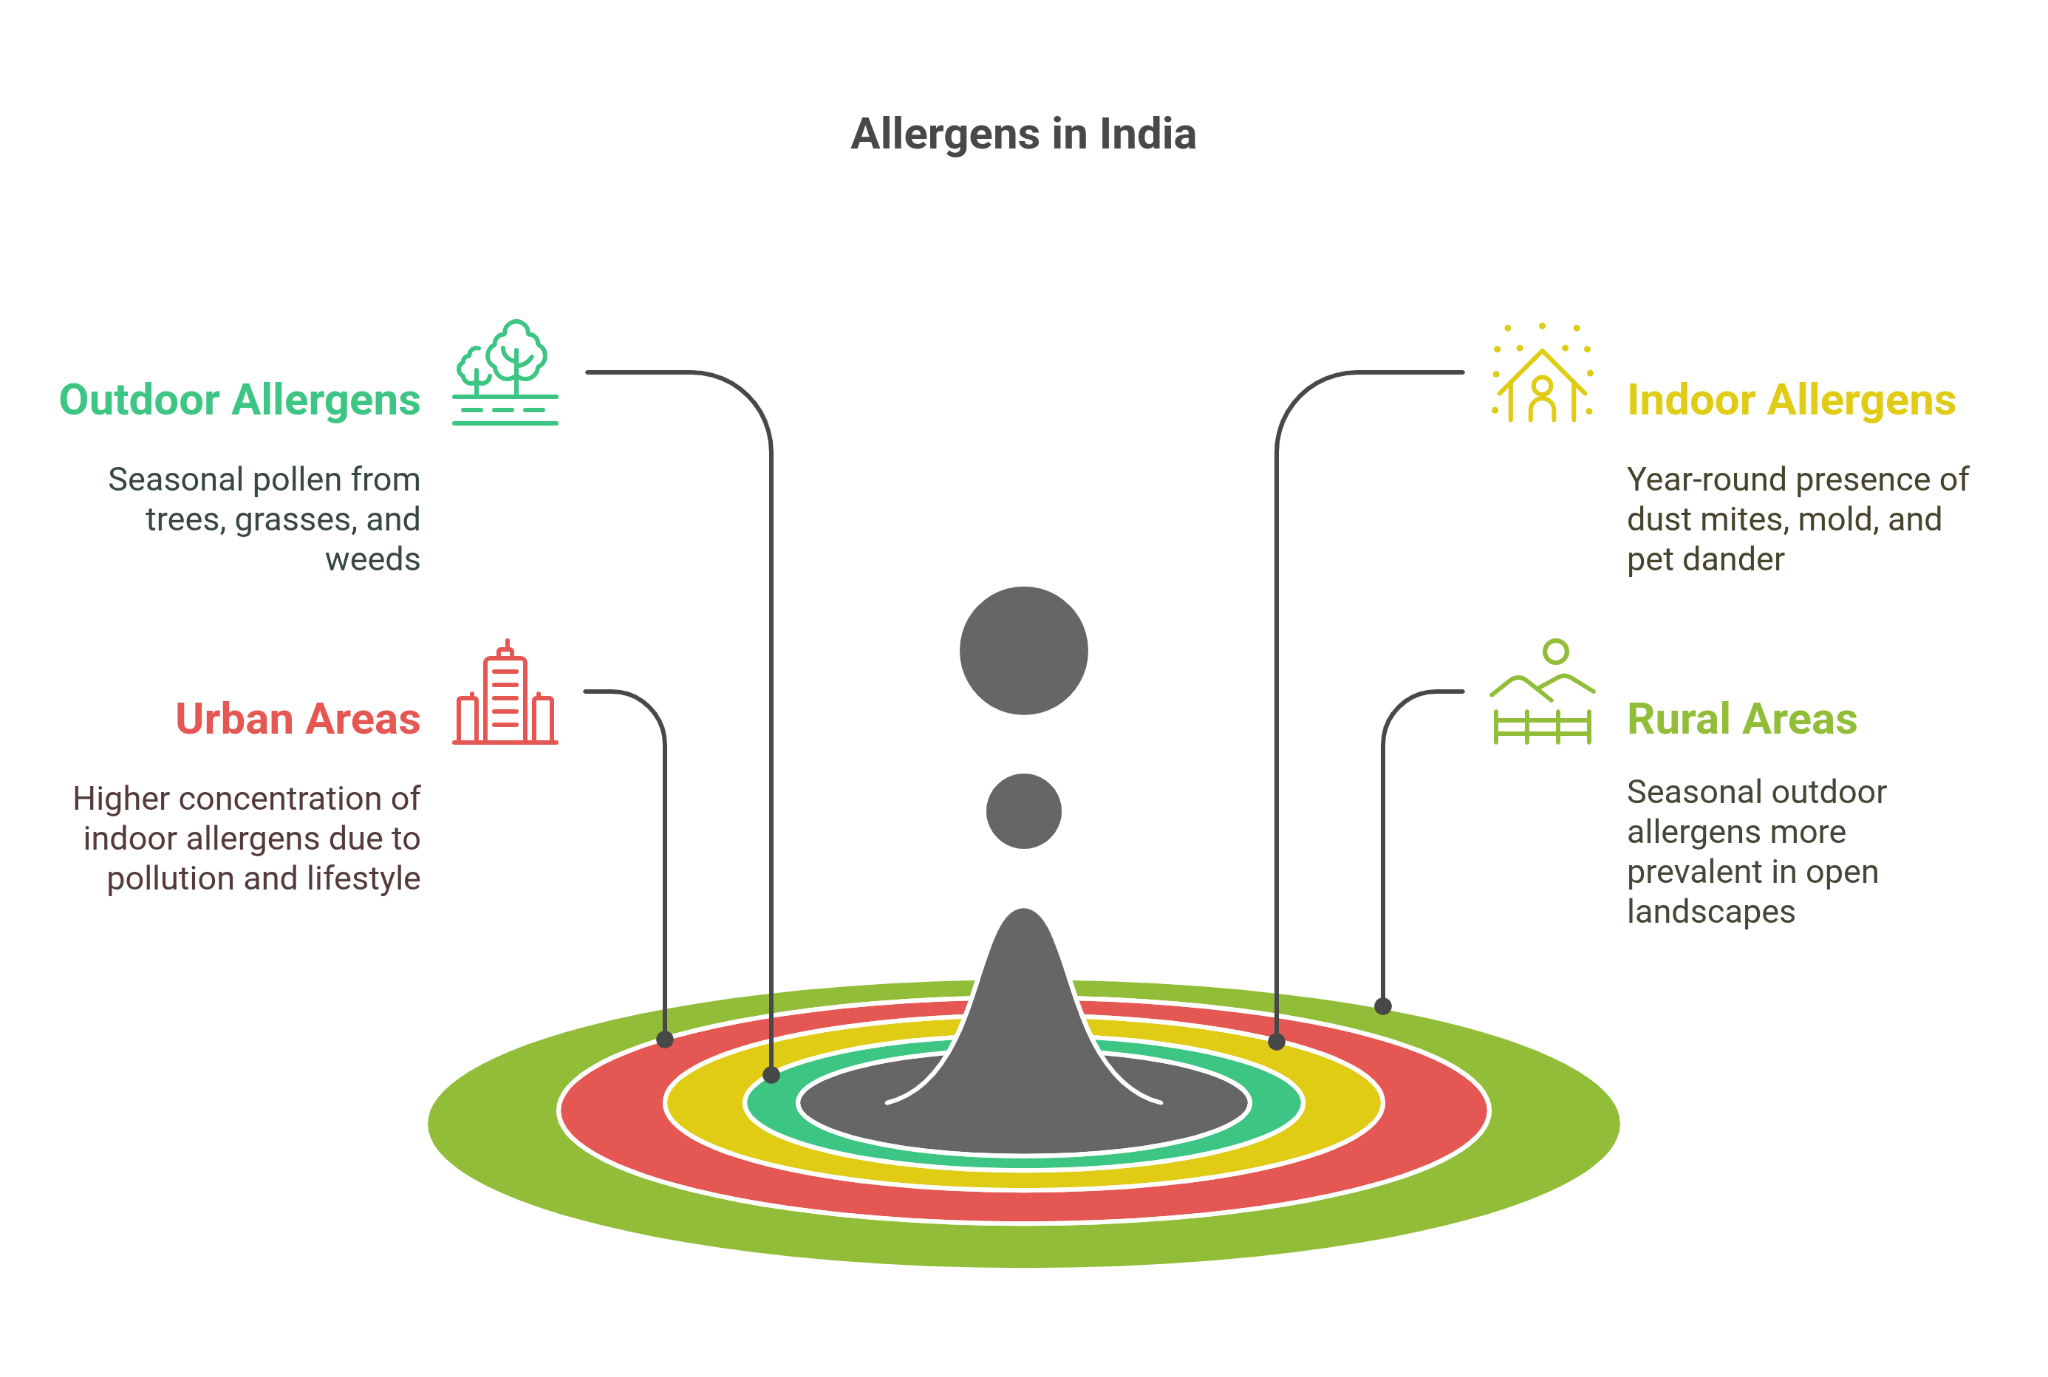 Allergens in India
Outdoor Allergens
Seasonal pollen from
trees, grasses, and
weeds
Indoor Allergens
Year-round presence of
dust mites, mold, and
pet dander
Urban Areas
Higher concentration of
indoor allergens due to
pollution and lifestyle
Rural Areas
Seasonal outdoor
allergens more
prevalent in open
landscapes